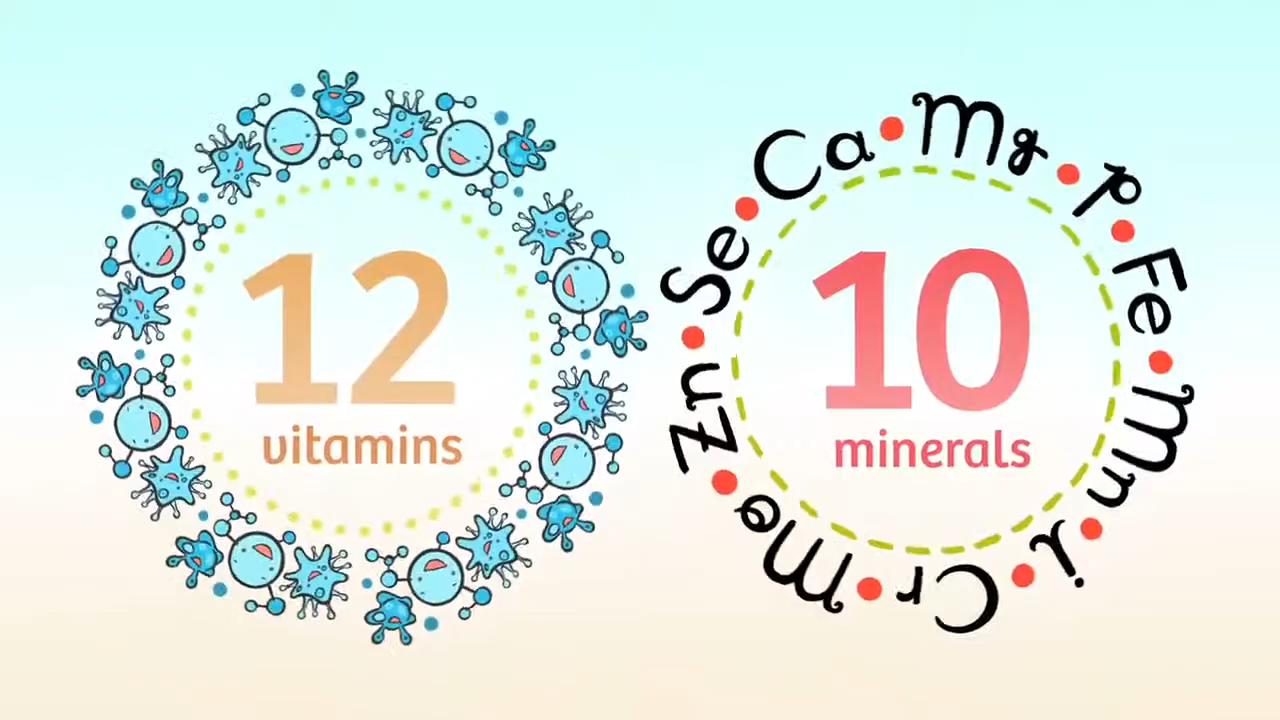 12
vitamins
10
minerals
Ca • Mg • p • Fe • Mn • • Cr • Mo • Zn • Se •